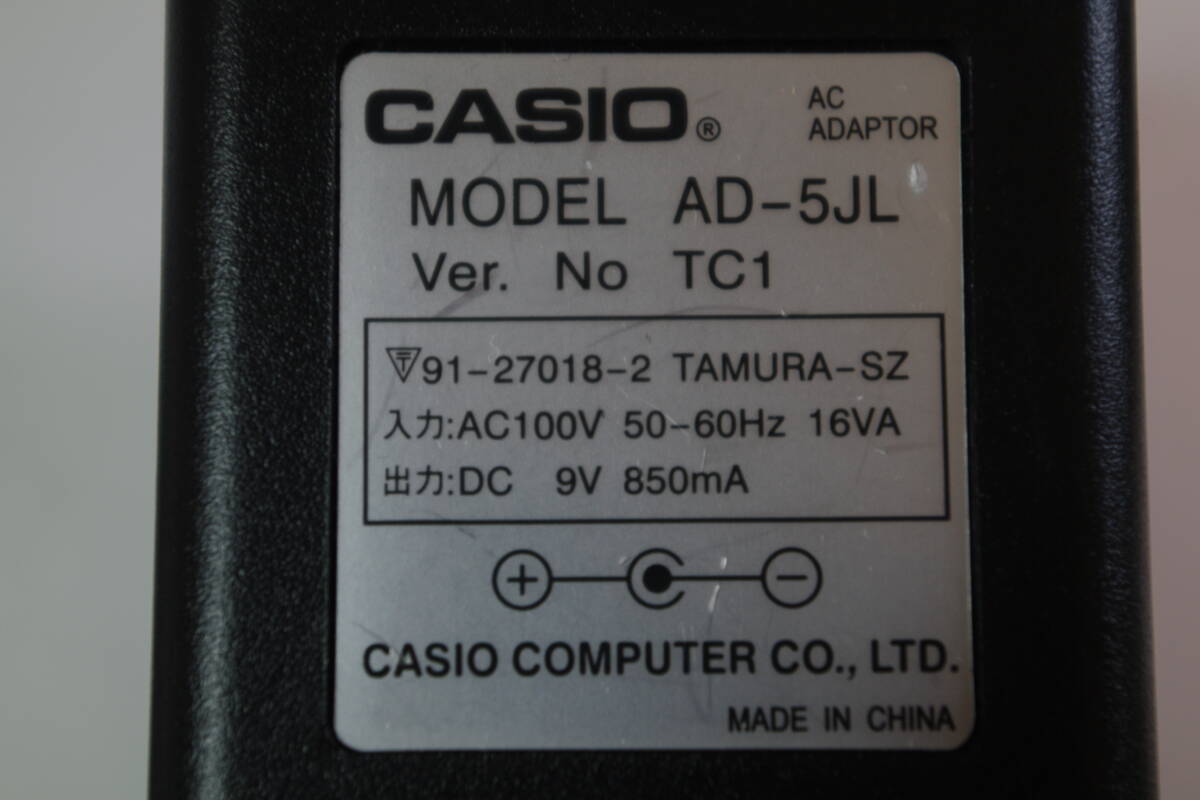 CASIO®
AC
ADAPTOR
MODEL AD-5JL
Ver. No TC1
91-27018-2 TAMURA-SZ
入力:AC100V 50-60Hz 16VA
出力:DC 9V 850mA
CASIO COMPUTER CO., LTD.
MADE IN CHINA